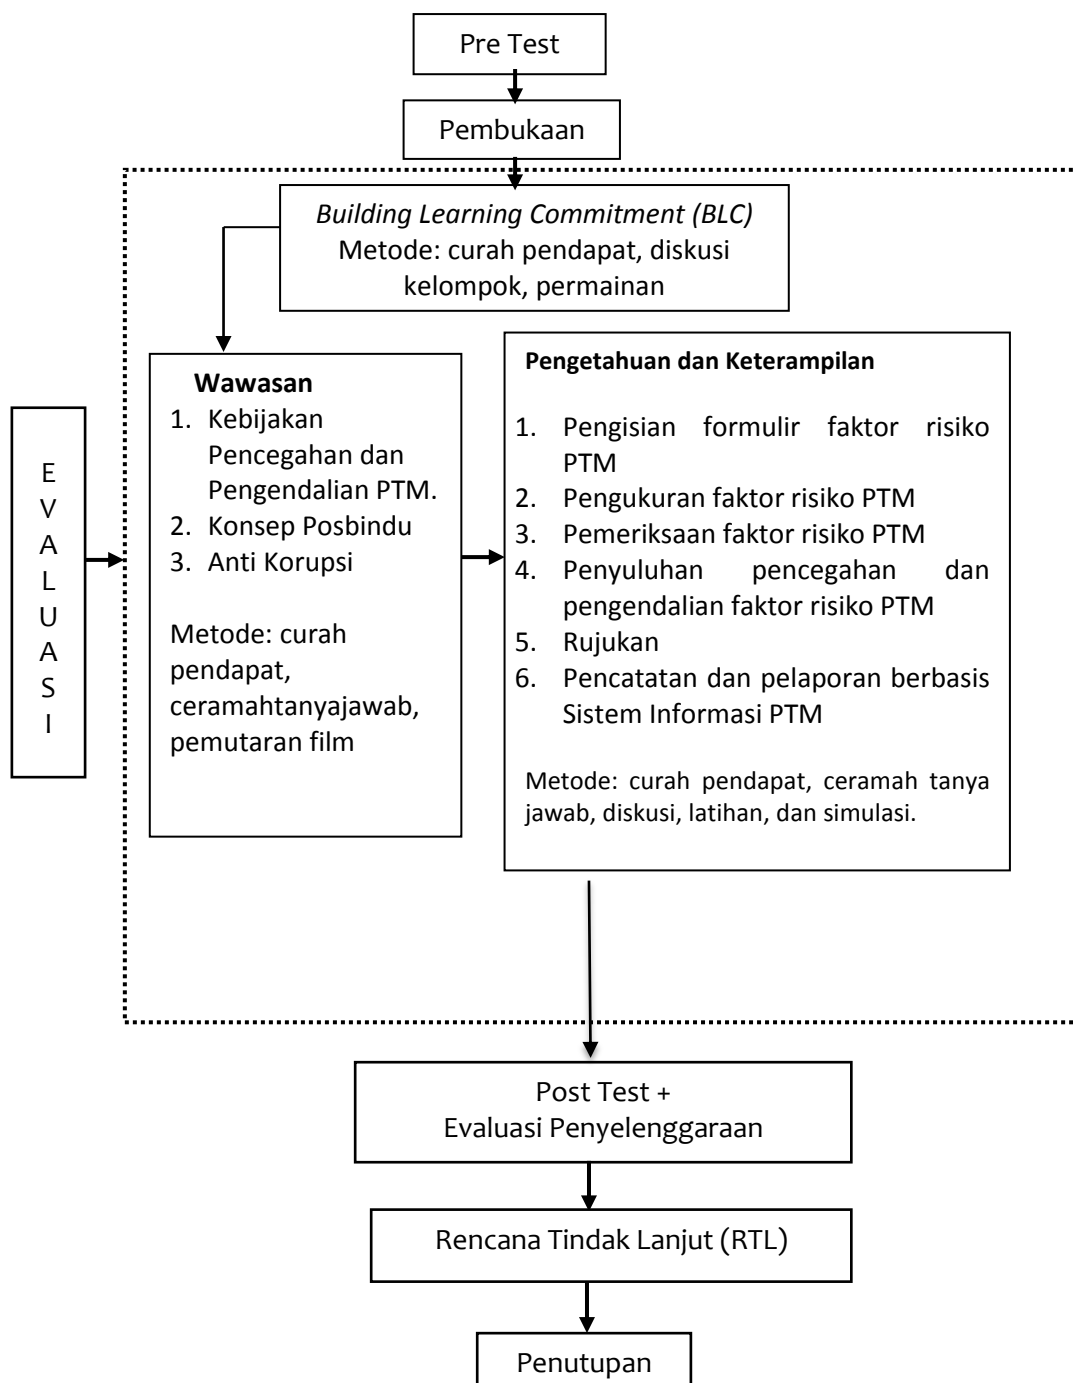 Pre Test
Pembukaan
Building Learning Commitment (BLC)
Metode: curah pendapat, diskusi
kelompok, permainan
E
V
A
L
U
A
S
I
Wawasan
1. Kebijakan
Pencegahan dan
Pengendalian PTM.
2. Konsep Posbindu
3. Anti Korupsi
Metode: curah
pendapat,
ceramahtanyajawab,
pemutaran film
Pengetahuan dan Keterampilan
1. Pengisian formulir faktor risiko
PTM
2. Pengukuran faktor risiko PTM
3. Pemeriksaan faktor risiko PTM
4. Penyuluhan pencegahan dan
pengendalian faktor risiko PTM
5. Rujukan
6. Pencatatan dan pelaporan berbasis
Sistem Informasi PTM
Metode: curah pendapat, ceramah tanya
jawab, diskusi, latihan, dan simulasi.
Post Test +
Evaluasi Penyelenggaraan
Rencana Tindak Lanjut (RTL)
Penutupan